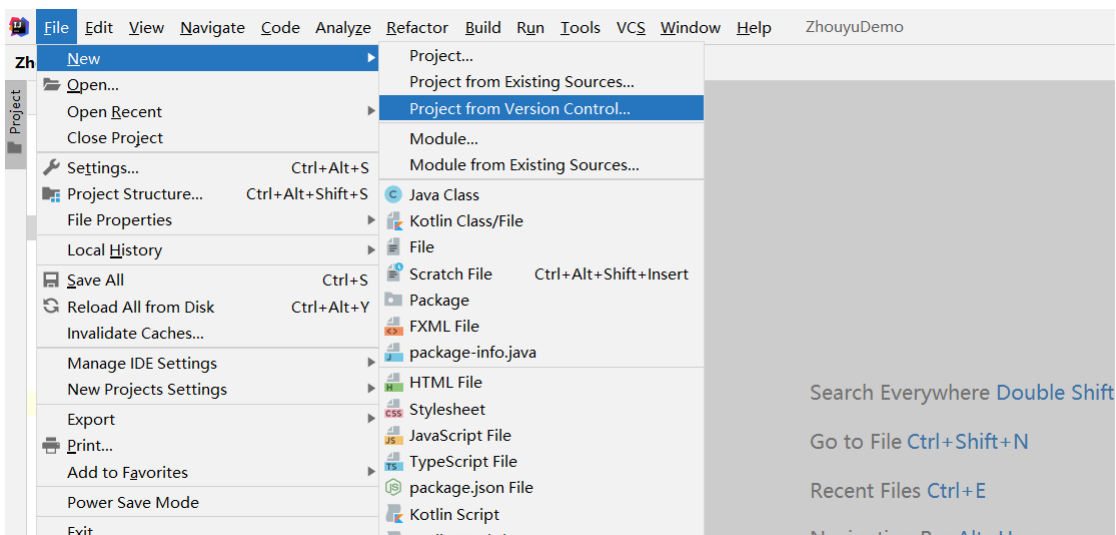 File Edit View Navigate Code Analyze Refactor Build Run Tools VCS Window Help ZhouyuDemo
Zh
Project
New
Open...
Open Recent
Close Project
Settings... Ctrl+Alt+S
Project Structure... Ctrl+Alt+Shift+S
File Properties
Local History
Save All Ctrl+S
Reload All from Disk Ctrl+Alt+Y
Invalidate Caches...
Manage IDE Settings
New Projects Settings
Export
Print...
Add to Favorites
Power Save Mode
Exit
Project...
Project from Existing Sources...
Project from Version Control...
Module...
Module from Existing Sources...
Java Class
Kotlin Class/File
File
Scratch File Ctrl+Alt+Shift+Insert
Package
FXML File
package-info.java
HTML File
Stylesheet
JavaScript File
TypeScript File
package.json File
Kotlin Script
Search Everywhere Double Shift
Go to File Ctrl+Shift+N
Recent Files Ctrl+E